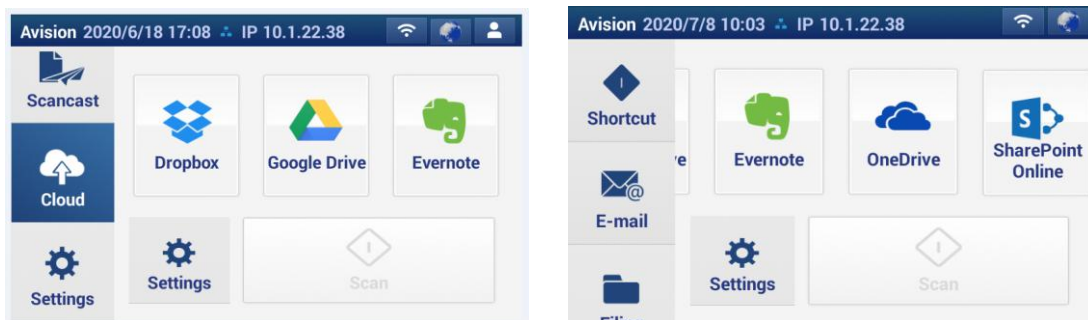 Avision 2020/6/18 17:08 IP 10.1.22.38
Scancast
Cloud
Settings
Dropbox
Google Drive
Evernote
Settings
Scan
Avision 2020/7/8 10:03 IP 10.1.22.38
Shortcut
E-mail
e
Evernote
OneDrive
S
SharePoint
Online
Settings
Scan